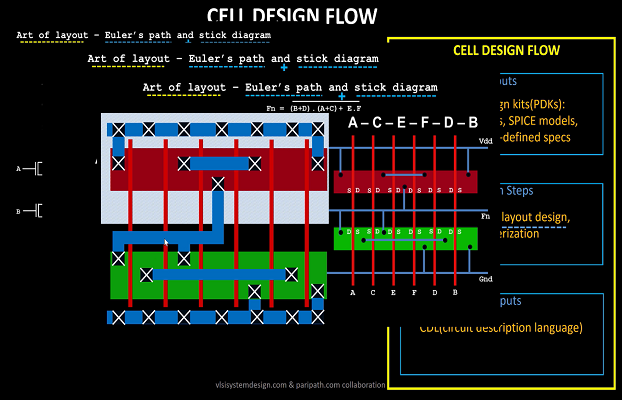 CELL DESIGN FLOW
Art of layout - Euler's path and stick diagram
Art of layout - Euler's path and stick diagram
Art of layout - Euler's path and stick diagram
Fn = (B+D).(A+C)+ E.F
A-C-E-F-D-B
Vdd
S D S D S D D S D S
Fn
D S D S D S D S
Gnd
A C E F D B
A
B
CELL DESIGN FLOW
uts
gn kits(PDKs):
s, SPICE models,
-defined specs
n Steps
layout design,
erization
puts
CDL(circuit description language)
vlsisystemdesign.com & paripath.com collaboration